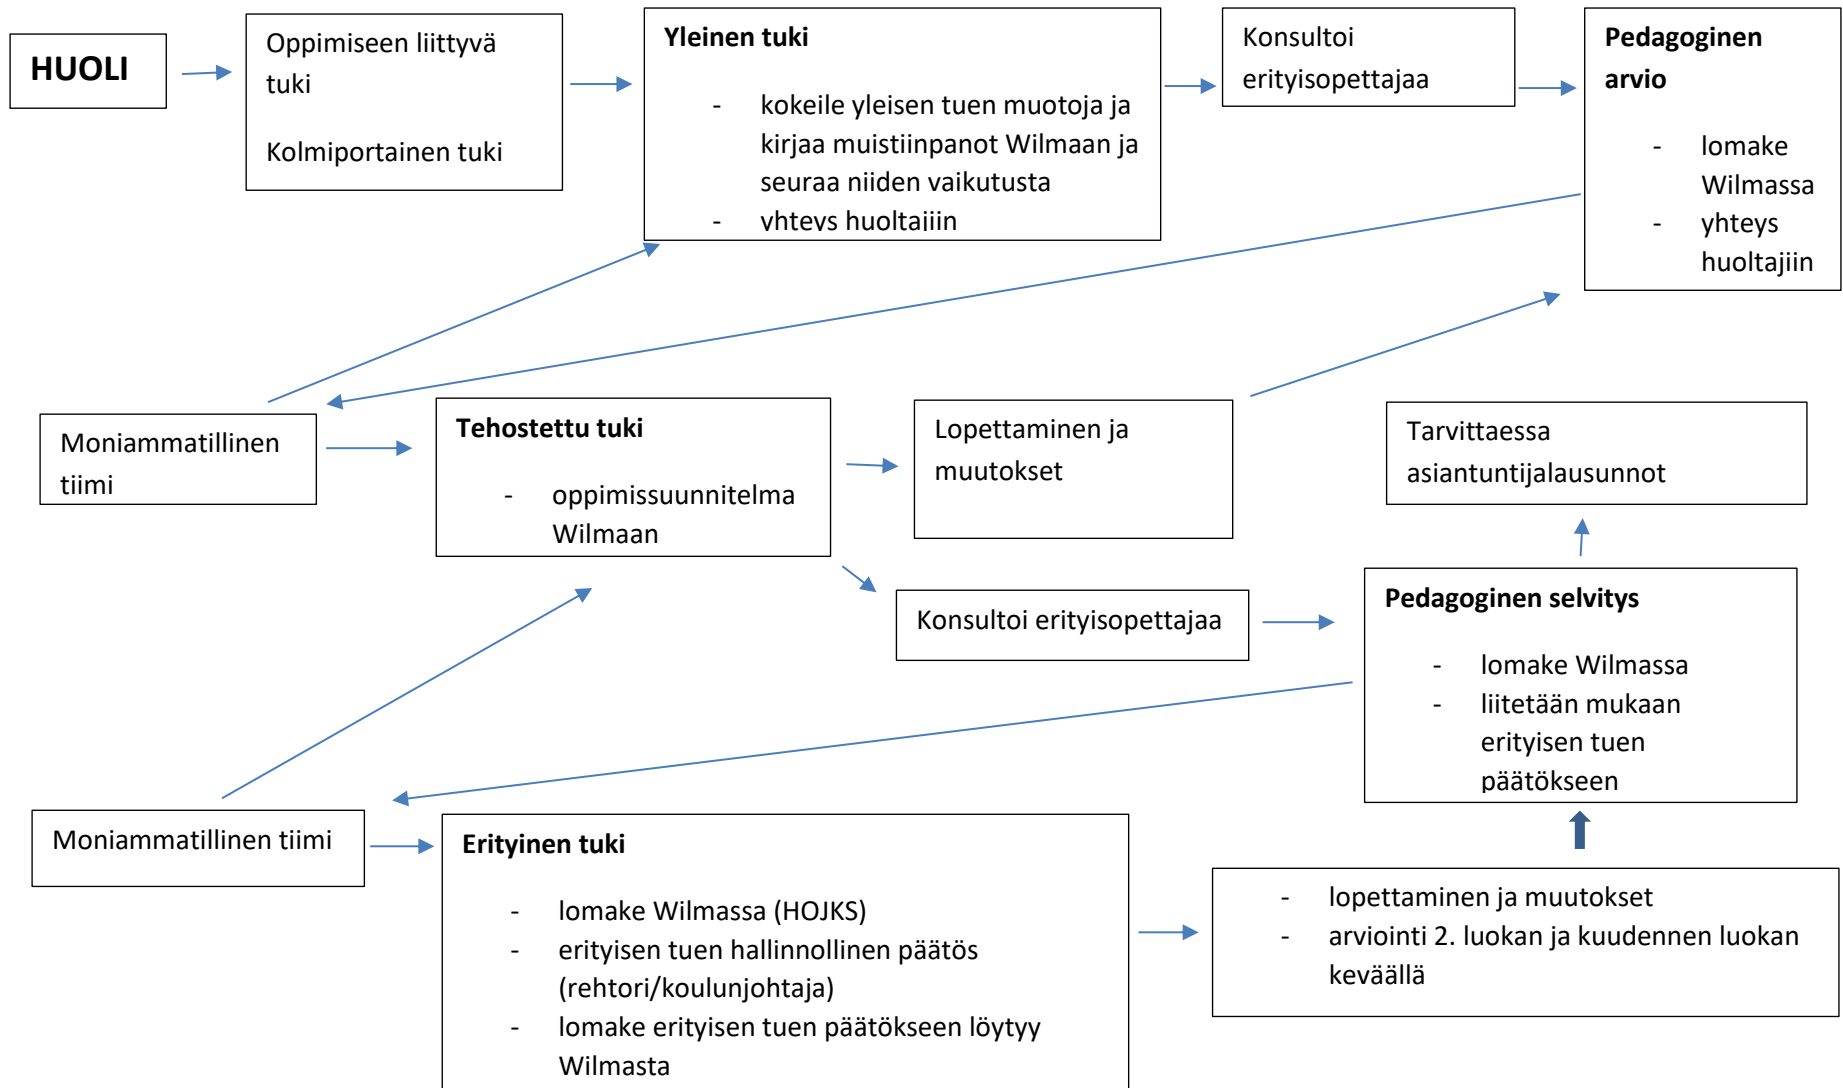 HUOLI
Oppimiseen liittyvä
tuki
Kolmiportainen tuki
Yleinen tuki
- kokeile yleisen tuen muotoja ja
kirjaa muistiinpanot Wilmaan ja
seuraa niiden vaikutusta
- yhteys huoltajiin
Konsultoi
erityisopettajaa
Pedagoginen
arvio
- lomake
Wilmassa
- yhteys
huoltajiin
Moniammatillinen
tiimi
Tehostettu tuki
- oppimissuunnitelma
Wilmaan
Lopettaminen ja
muutokset
Tarvittaessa
asiantuntijalausunnot
Konsultoi erityisopettajaa
Pedagoginen selvitys
- lomake Wilmassa
- liitetään mukaan
erityisen tuen
päätökseen
Moniammatillinen tiimi
Erityinen tuki
- lomake Wilmassa (HOJKS)
- erityisen tuen hallinnollinen päätös
(rehtori/koulunjohtaja)
- lomake erityisen tuen päätökseen löytyy
Wilmasta
- lopettaminen ja muutokset
- arviointi 2. luokan ja kuudennen luokan
keväällä